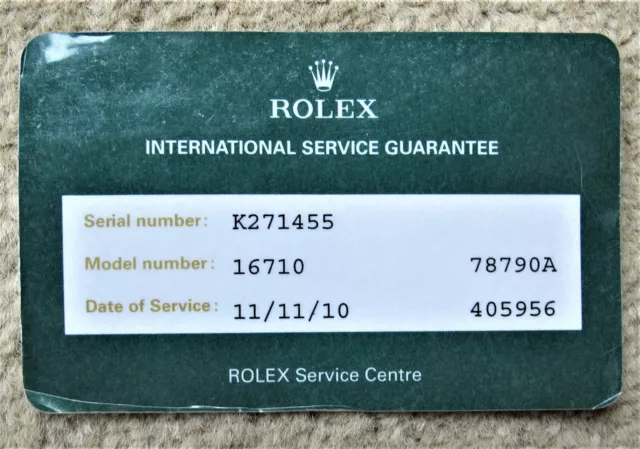 ROLEX
INTERNATIONAL SERVICE GUARANTEE
Serial number: K271455
Model number: 16710 78790A
Date of Service: 11/11/10 405956
ROLEX Service Centre